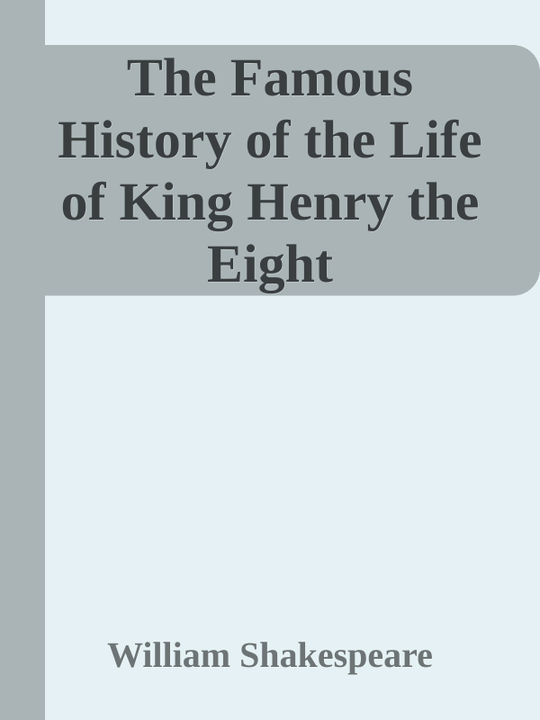 The Famous
History of the Life
of King Henry the
Eight
William Shakespeare